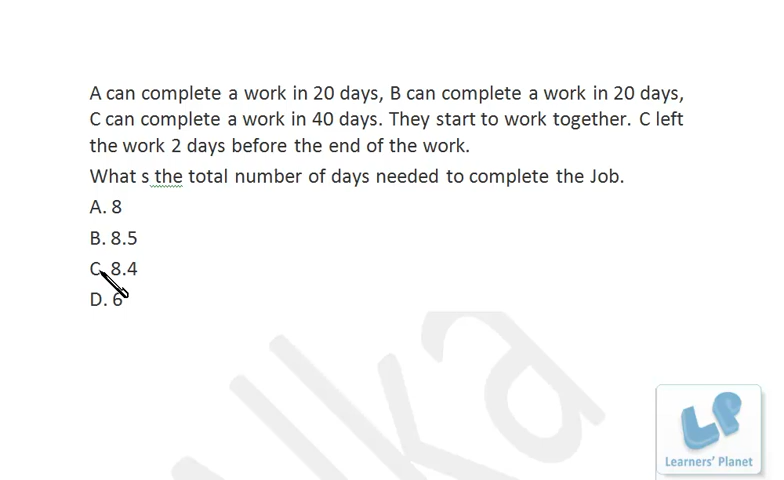 A can complete a work in 20 days, B can complete a work in 20 days,
C can complete a work in 40 days. They start to work together. C left
the work 2 days before the end of the work.
What s the total number of days needed to complete the Job.
A. 8
B. 8.5
C. 8.4
D. 6
Alka
LP
Learners' Planet